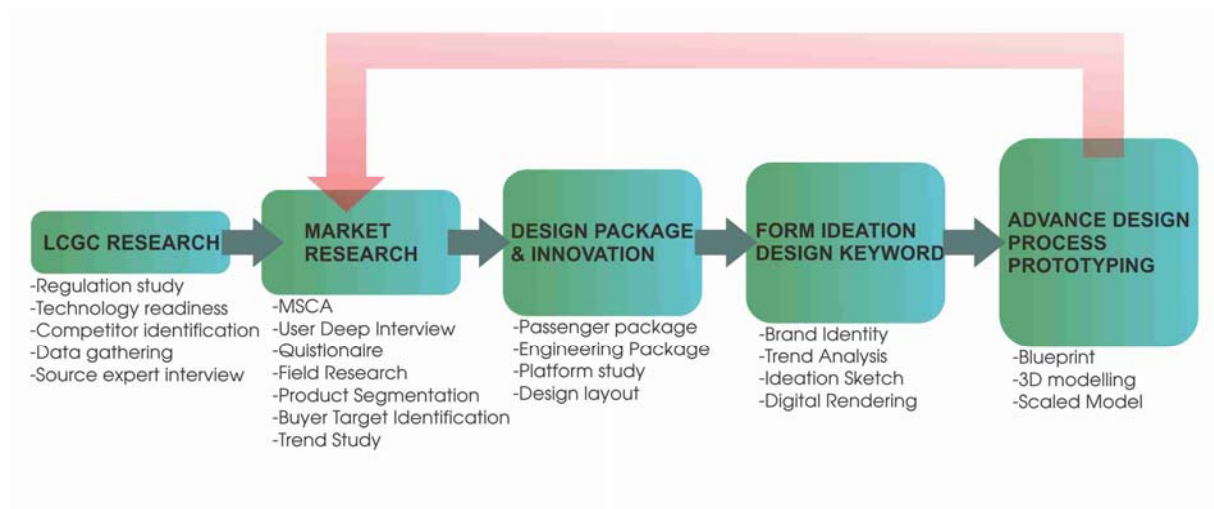 LCGC RESEARCH
-Regulation study
-Technology readiness
-Competitor identification
-Data gathering
-Source expert interview
MARKET
RESEARCH
-MSCA
-User Deep Interview
-Quistionaire
-Field Research
-Product Segmentation
-Buyer Target Identification
-Trend Study
DESIGN PACKAGE
& INNOVATION
-Passenger package
-Engineering Package
-Platform study
-Design layout
FORM IDEATION
DESIGN KEYWORD
-Brand Identity
-Trend Analysis
-Ideation Sketch
-Digital Rendering
ADVANCE DESIGN
PROCESS
PROTOTYPING
-Blueprint
-3D modelling
-Scaled Model